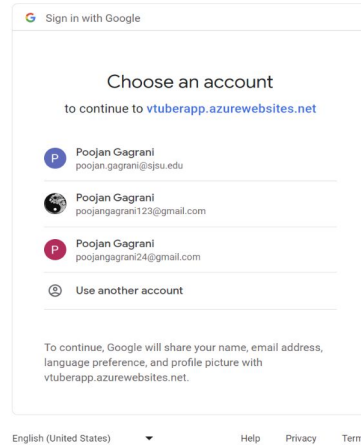 Sign in with Google
Choose an account
to continue to vtuberapp.azurewebsites.net
P
Poojan Gagrani
poojan.gagrani@sjsu.edu
Poojan Gagrani
poojangagrani123@gmail.com
P
Poojan Gagrani
poojangagrani24@gmail.com
Use another account
To continue, Google will share your name, email address,
language preference, and profile picture with
vtuberapp.azurewebsites.net.
English (United States) Help Privacy Term